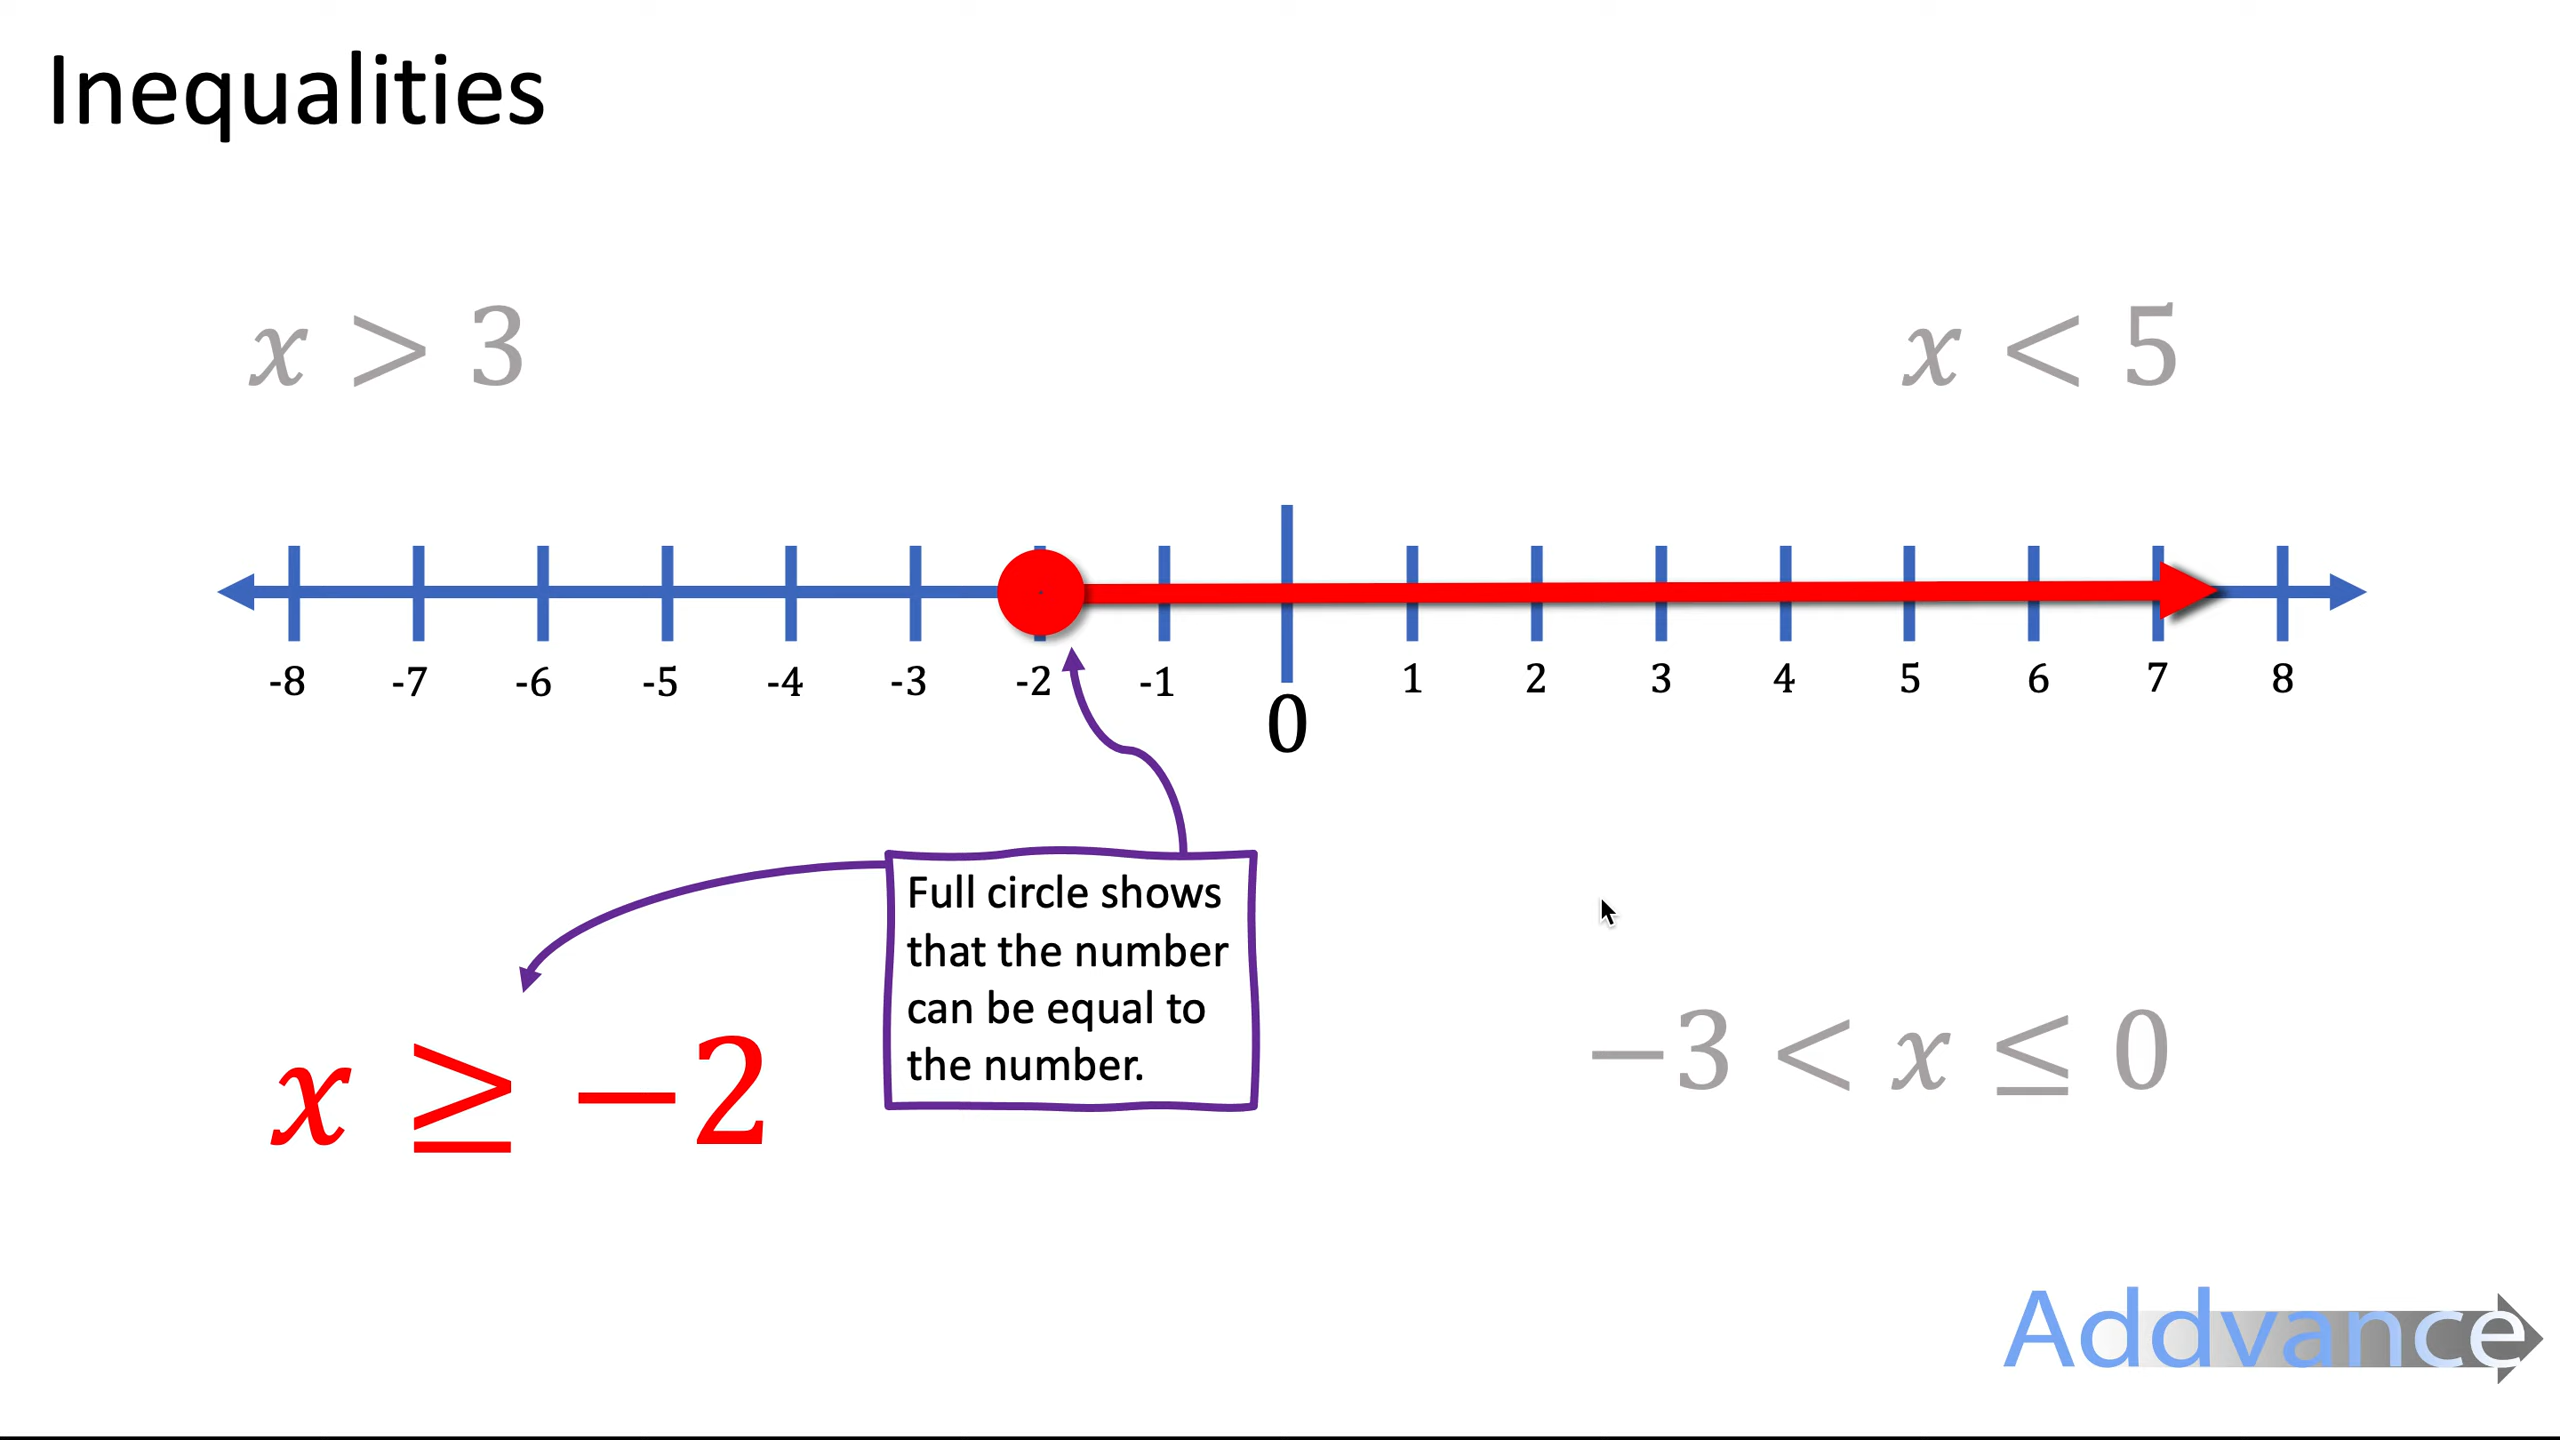 Inequalities
x > 3
x < 5
-8 -7 -6 -5 -4 -3 -2 -1 0 1 2 3 4 5 6 7 8
Full circle shows
that the number
can be equal to
the number.
x ≥ −2
−3 < x ≤ 0
Addvance